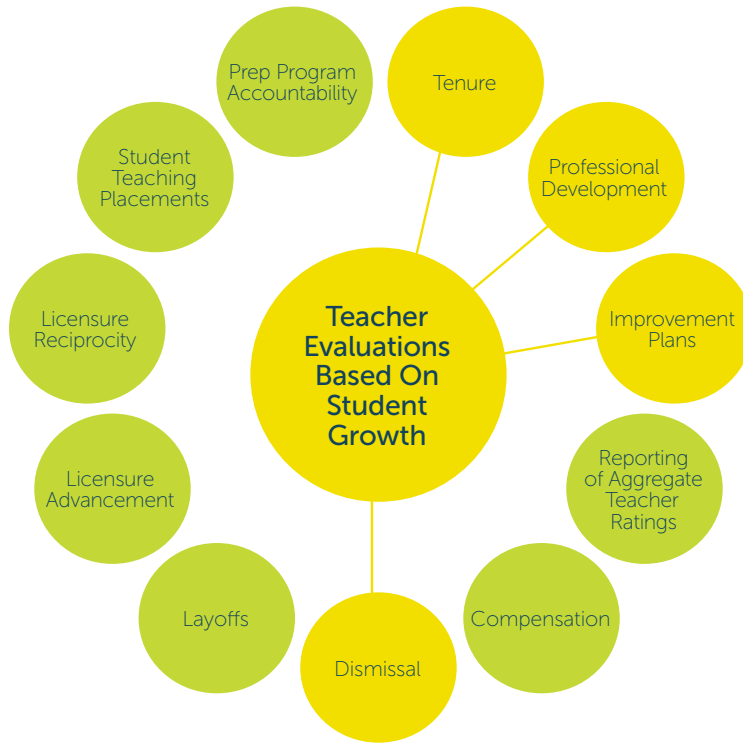 Prep Program
Accountability
Tenure
Professional
Development
Improvement
Plans
Reporting
of Aggregate
Teacher
Ratings
Compensation
Dismissal
Layoffs
Licensure
Advancement
Licensure
Reciprocity
Student
Teaching
Placements
Teacher
Evaluations
Based On
Student
Growth